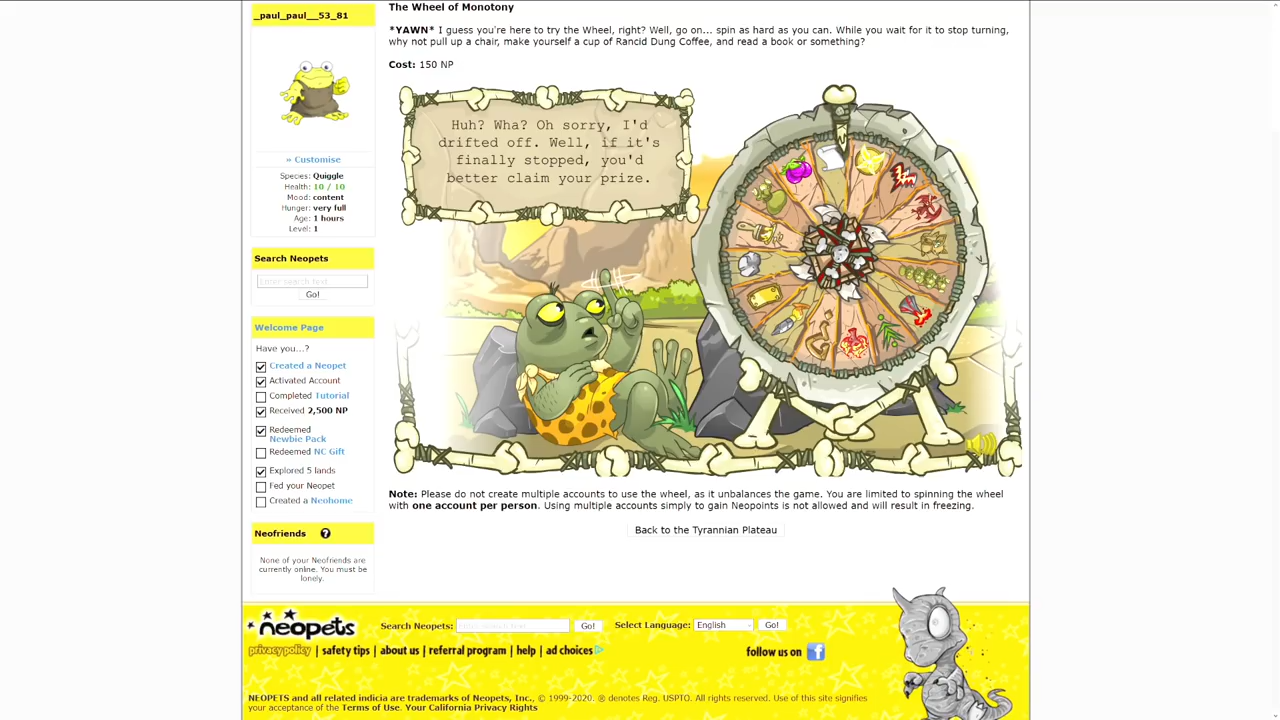 _paul_paul__53_81
» Customise
Species: Quiggle
Health: 10 / 10
Mood: content
Hunger: very full
Age: 1 hours
Level: 1
Search Neopets
Enter search text...
Go!
Welcome Page
Have you...?
Created a Neopet
Activated Account
Completed Tutorial
Received 2,500 NP
Redeemed
Newbie Pack
Redeemed NC Gift
Explored 5 lands
Fed your Neopet
Created a Neohome
Neofriends ?
None of your Neofriends are
currently online. You must be
lonely.
The Wheel of Monotony
*YAWN* I guess you're here to try the Wheel, right? Well, go on... spin as hard as you can. While you wait for it to stop turning,
why not pull up a chair, make yourself a cup of Rancid Dung Coffee, and read a book or something?
Cost: 150 NP
Huh? Wha? Oh sorry, I'd
drifted off. Well, if it's
finally stopped, you'd
better claim your prize.
Note: Please do not create multiple accounts to use the wheel, as it unbalances the game. You are limited to spinning the wheel
with one account per person. Using multiple accounts simply to gain Neopoints is not allowed and will result in freezing.
Back to the Tyrannian Plateau
neopets
Search Neopets: Enter search text... Go! Select Language: English Go!
privacy policy | safety tips | about us | referral program | help | ad choices
follow us on f
NEOPETS and all related indicia are trademarks of Neopets, Inc., © 1999-2020. ® denotes Reg. USPTO. All rights reserved. Use of this site signifies
your acceptance of the Terms of Use. Your California Privacy Rights